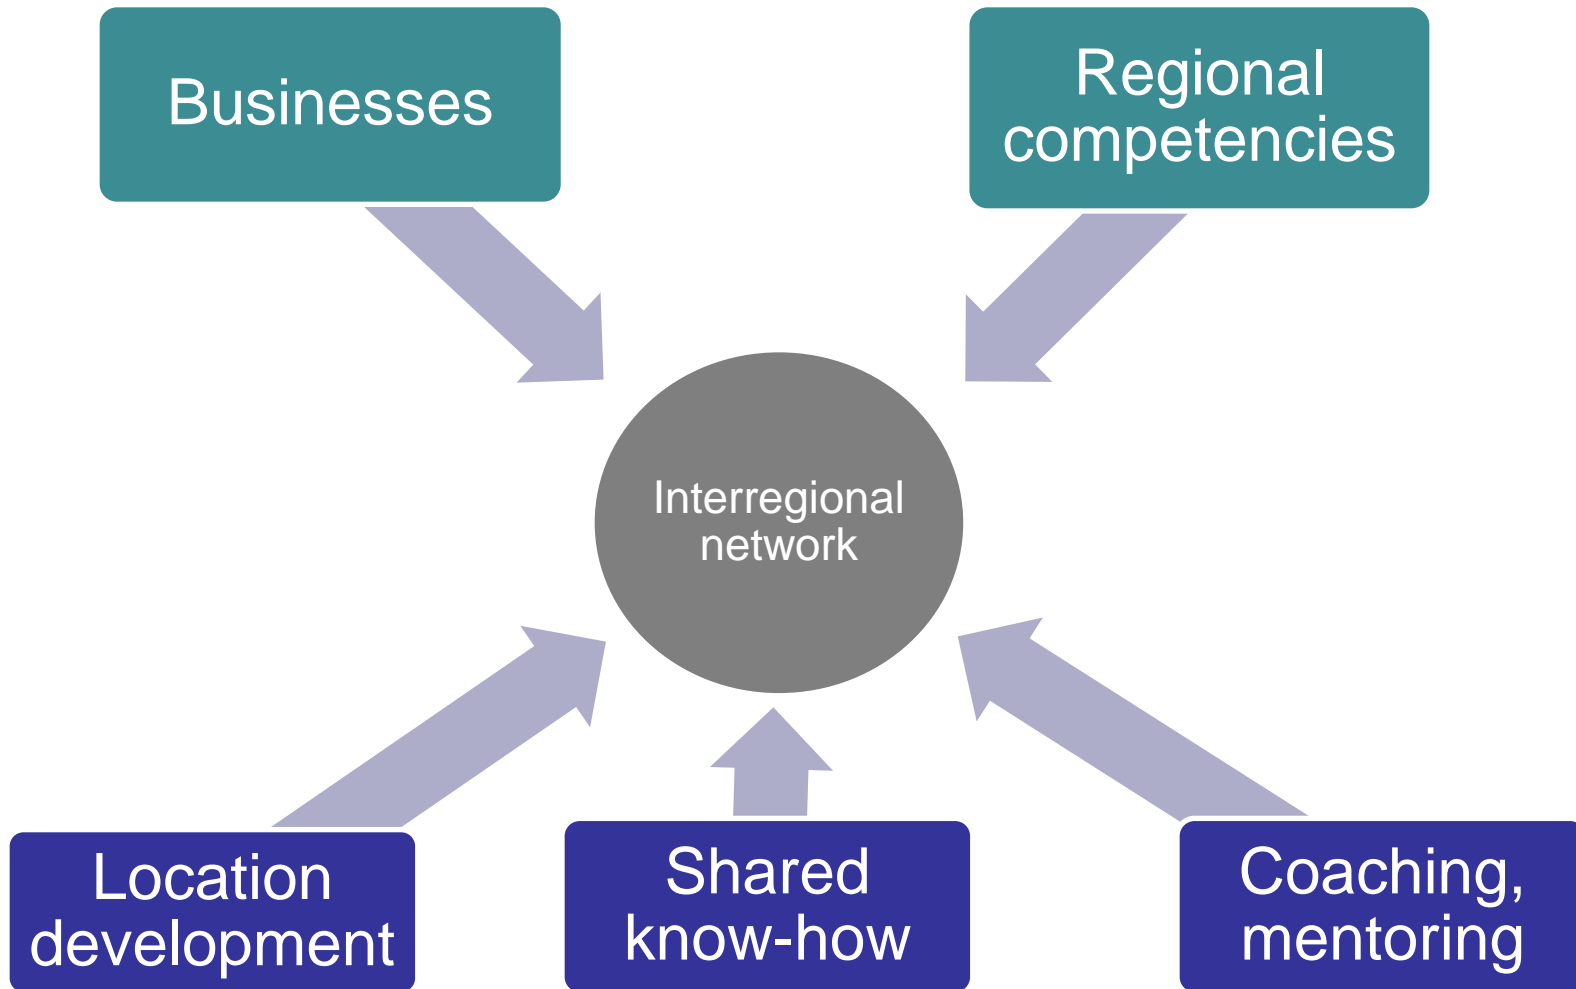 Businesses
Regional
competencies
Interregional
network
Location
development
Shared
know-how
Coaching,
mentoring